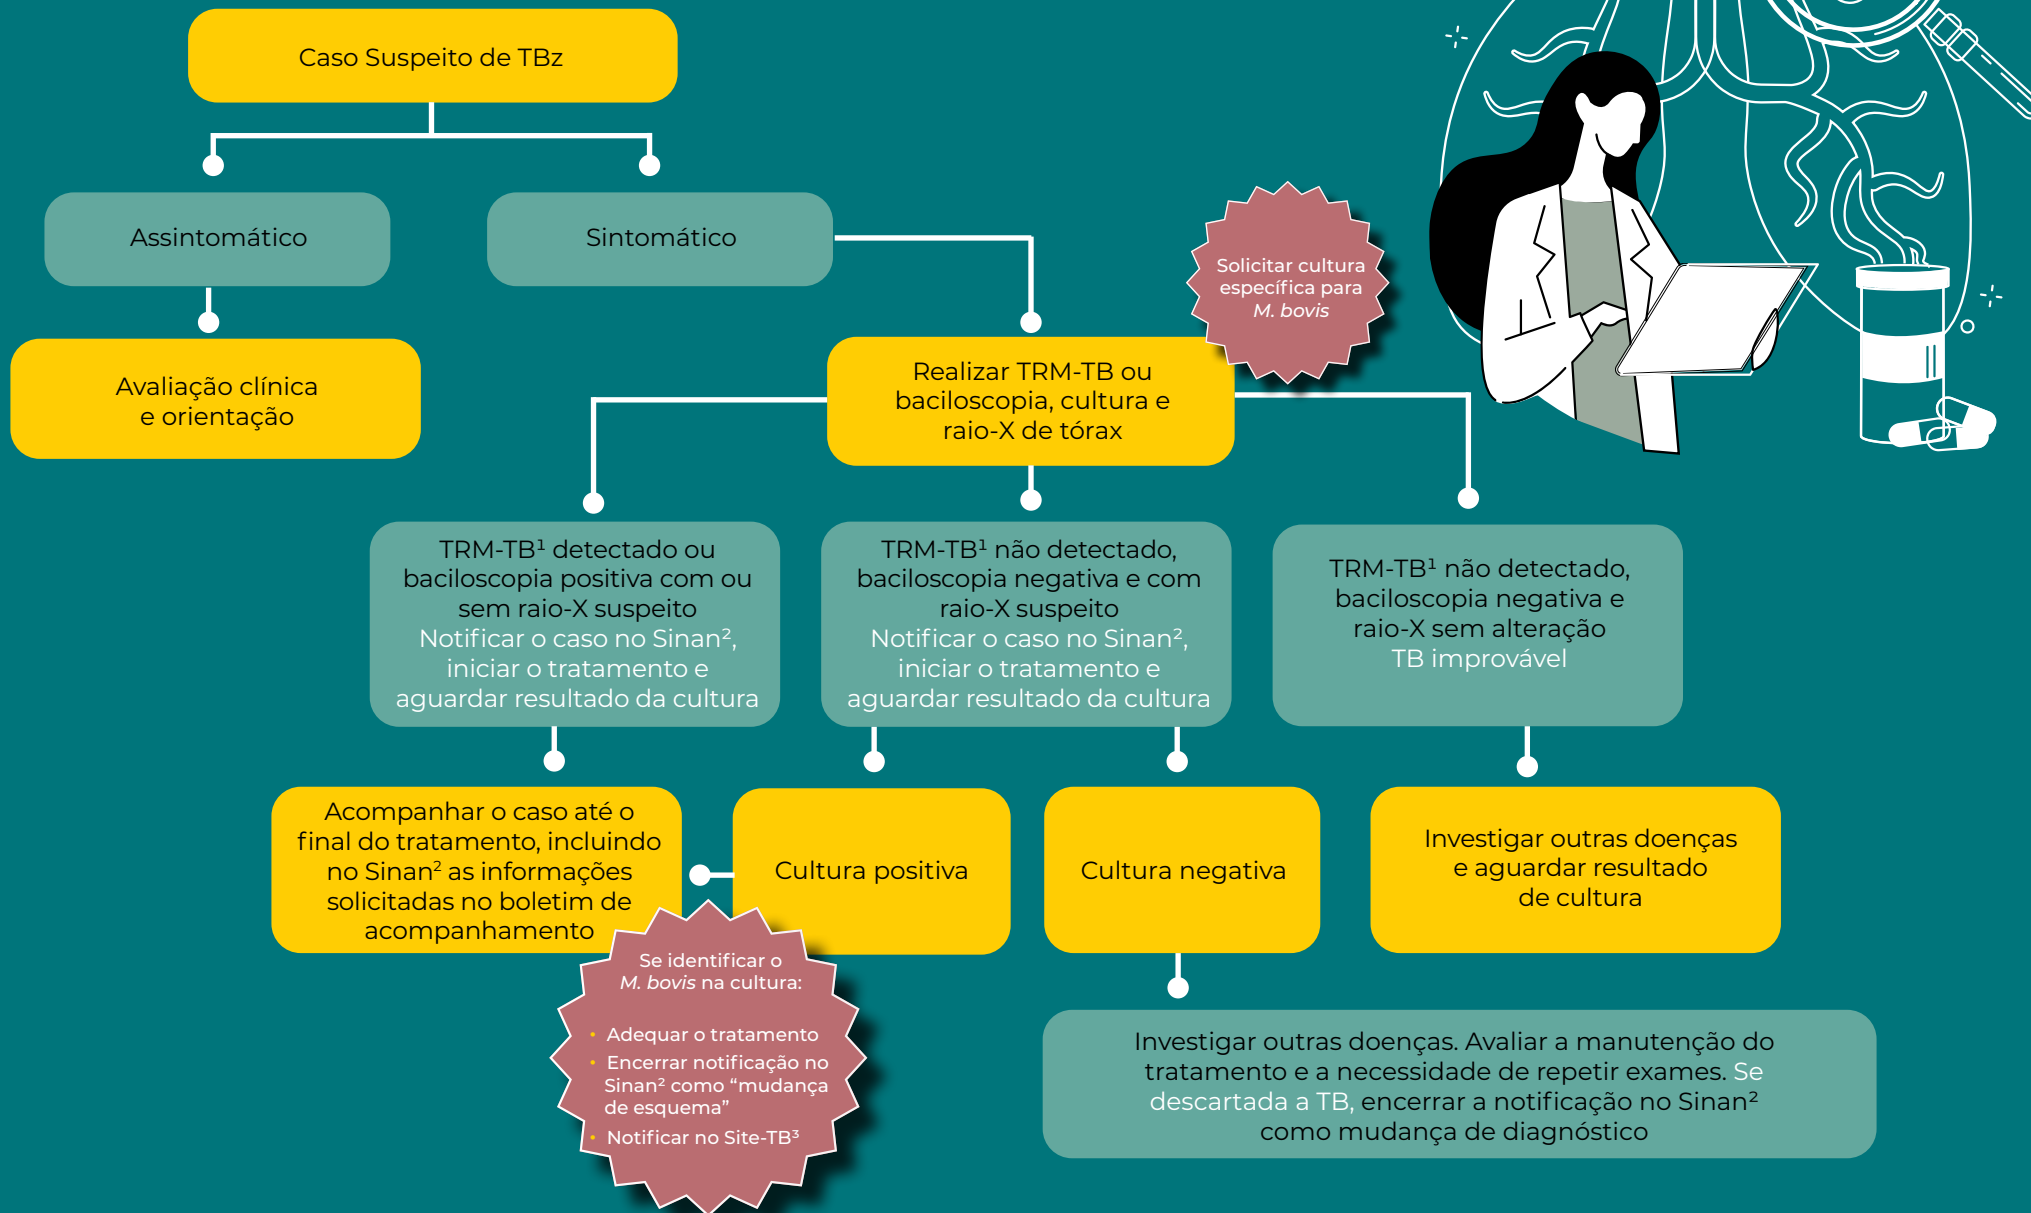 Caso Suspeito de TBz
Assintomático
Sintomático
Avaliação clínica
e orientação
Solicitar cultura
específica para
M. bovis
Realizar TRM-TB ou
baciloscopia, cultura e
raio-X de tórax
TRM-TB¹ detectado ou
baciloscopia positiva com ou
sem raio-X suspeito
Notificar o caso no Sinan²,
iniciar o tratamento e
aguardar resultado da cultura
TRM-TB¹ não detectado,
baciloscopia negativa e com
raio-X suspeito
Notificar o caso no Sinan²,
iniciar o tratamento e
aguardar resultado da cultura
TRM-TB¹ não detectado,
baciloscopia negativa e
raio-X sem alteração
TB improvável
Acompanhar o caso até o
final do tratamento, incluindo
no Sinan² as informações
solicitadas no boletim de
acompanhamento
Cultura positiva
Cultura negativa
Investigar outras doenças
e aguardar resultado
de cultura
Se identificar o
M. bovis na cultura:
• Adequar o tratamento
• Encerrar notificação no
Sinan² como “mudança
de esquema”
• Notificar no Site-TB³
Investigar outras doenças. Avaliar a manutenção do
tratamento e a necessidade de repetir exames. Se
descartada a TB, encerrar a notificação no Sinan²
como mudança de diagnóstico